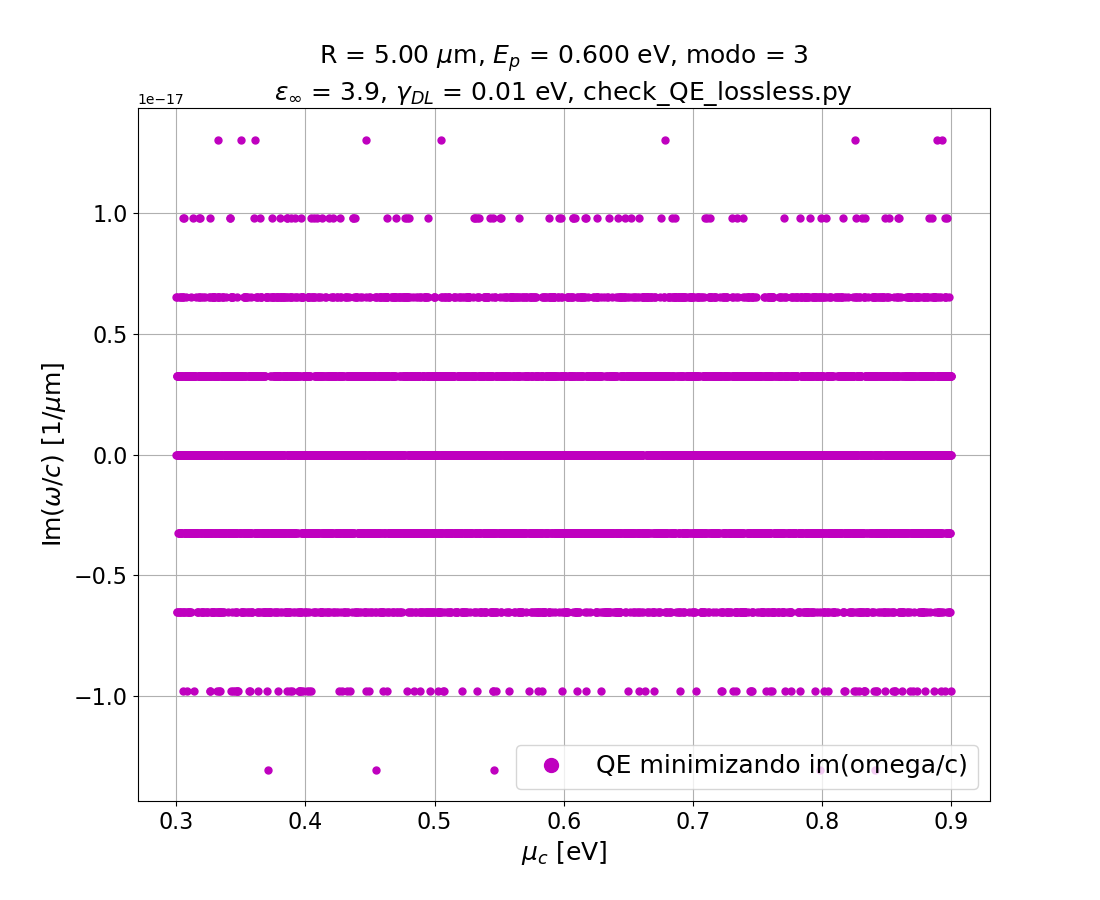 R = 5.00 μm, E_p = 0.600 eV, modo = 3
ε_∞ = 3.9, γ_DL = 0.01 eV, check_QE_lossless.py
1e−17
1.0
0.5
0.0
−0.5
−1.0
Im(ω/c) [1/μm]
QE minimizando im(omega/c)
0.3 0.4 0.5 0.6 0.7 0.8 0.9
μ_c [eV]